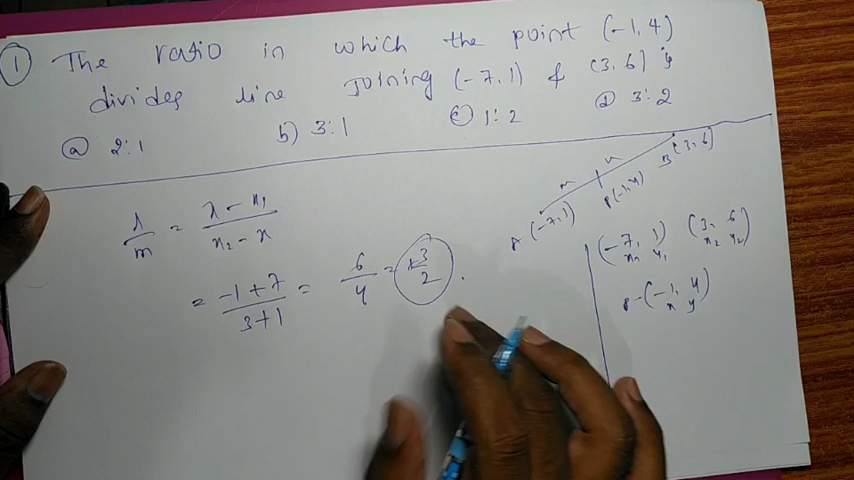 ① The ratio in which the point (-1, 4)
divides line joining (-7, 1) & (3, 6) is
ⓐ 2:1 b) 3:1 ⓒ 1:2 ⓓ 3:2
B (3, 6)
P(-1, 4)
A (-7, 1)
λ/m = (x - x₁)/(x₂ - x)
= (-1+7)/(3+1) = 6/4 = 3/2 .
(-7, 1) (3, 6)
x₁ y₁ x₂ y₂
P - (-1, 4)
x y